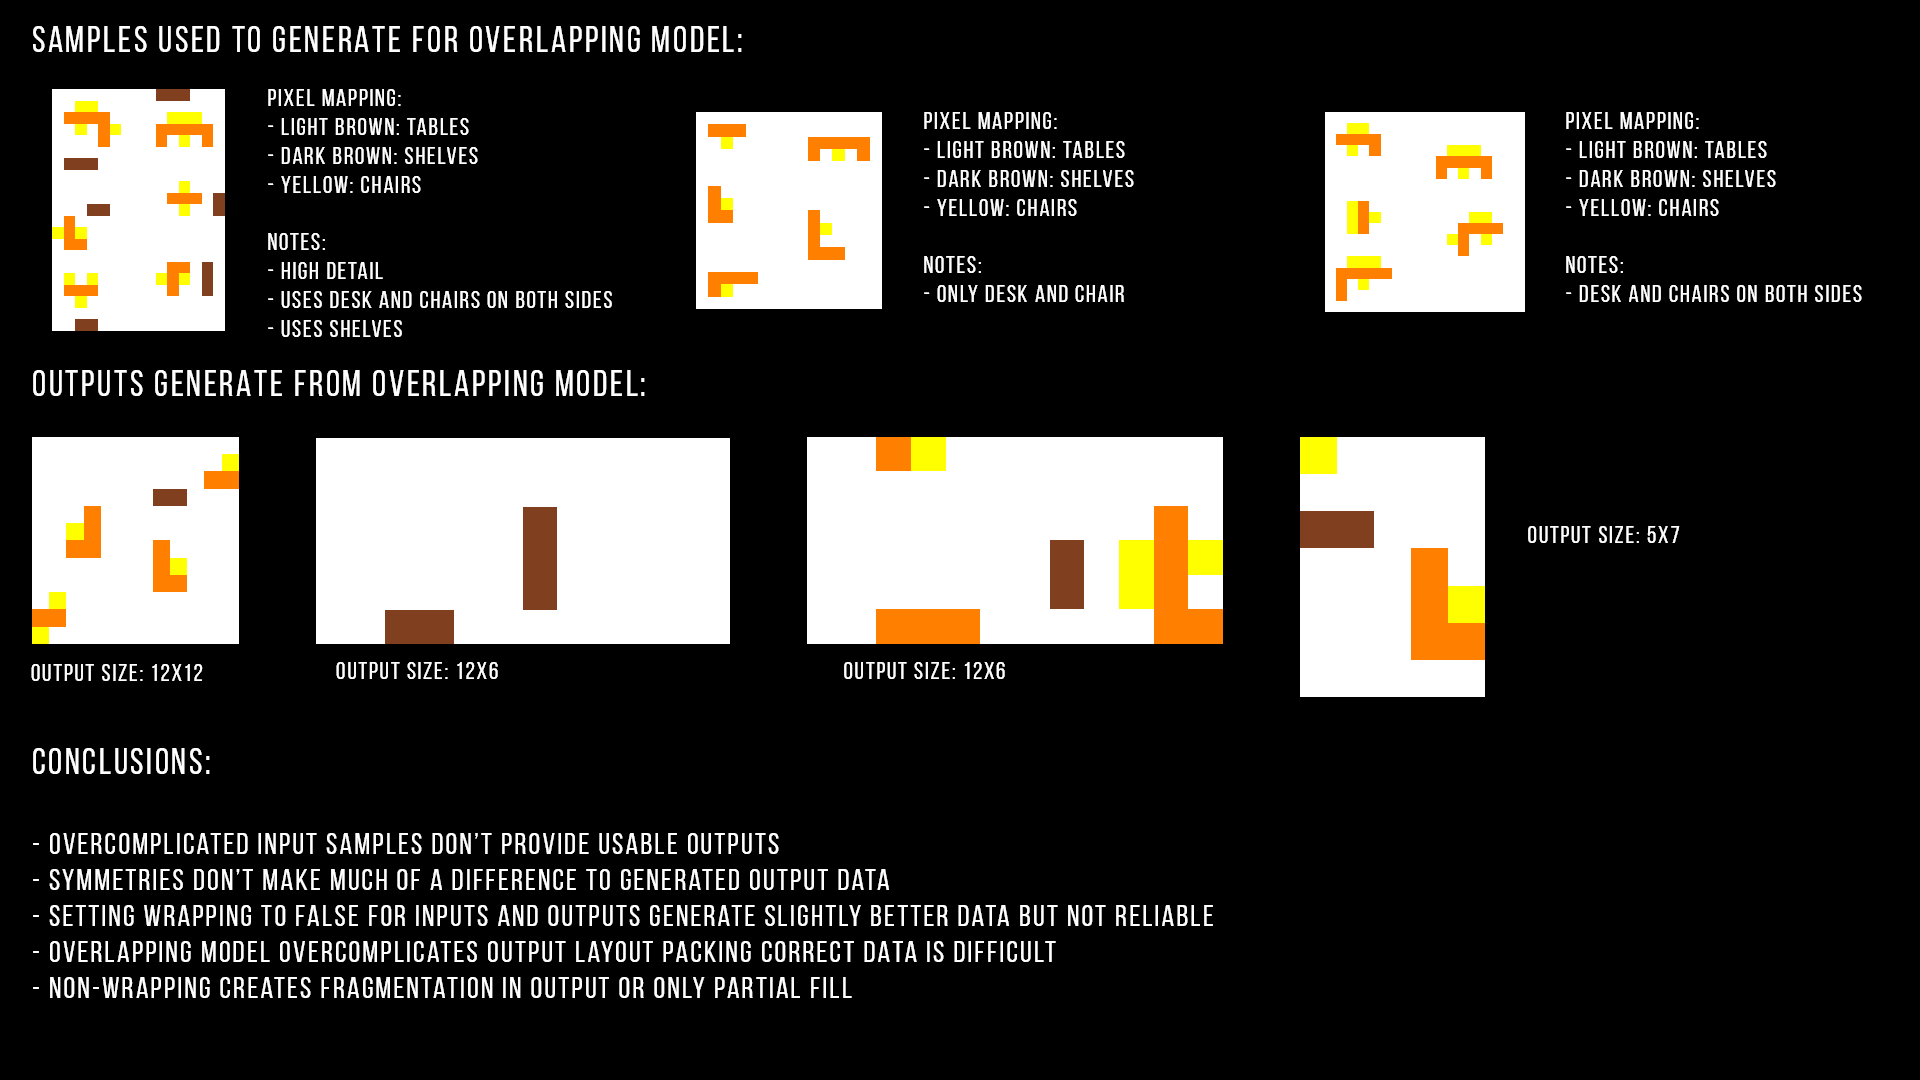 SAMPLES USED TO GENERATE FOR OVERLAPPING MODEL:
PIXEL MAPPING:
- LIGHT BROWN: TABLES
- DARK BROWN: SHELVES
- YELLOW: CHAIRS
NOTES:
- HIGH DETAIL
- USES DESK AND CHAIRS ON BOTH SIDES
- USES SHELVES
PIXEL MAPPING:
- LIGHT BROWN: TABLES
- DARK BROWN: SHELVES
- YELLOW: CHAIRS
NOTES:
- ONLY DESK AND CHAIR
PIXEL MAPPING:
- LIGHT BROWN: TABLES
- DARK BROWN: SHELVES
- YELLOW: CHAIRS
NOTES:
- DESK AND CHAIRS ON BOTH SIDES
OUTPUTS GENERATE FROM OVERLAPPING MODEL:
OUTPUT SIZE: 12X12
OUTPUT SIZE: 12X6
OUTPUT SIZE: 12X6
OUTPUT SIZE: 5X7
CONCLUSIONS:
- OVERCOMPLICATED INPUT SAMPLES DON'T PROVIDE USABLE OUTPUTS
- SYMMETRIES DON'T MAKE MUCH OF A DIFFERENCE TO GENERATED OUTPUT DATA
- SETTING WRAPPING TO FALSE FOR INPUTS AND OUTPUTS GENERATE SLIGHTLY BETTER DATA BUT NOT RELIABLE
- OVERLAPPING MODEL OVERCOMPLICATES OUTPUT LAYOUT PACKING CORRECT DATA IS DIFFICULT
- NON-WRAPPING CREATES FRAGMENTATION IN OUTPUT OR ONLY PARTIAL FILL